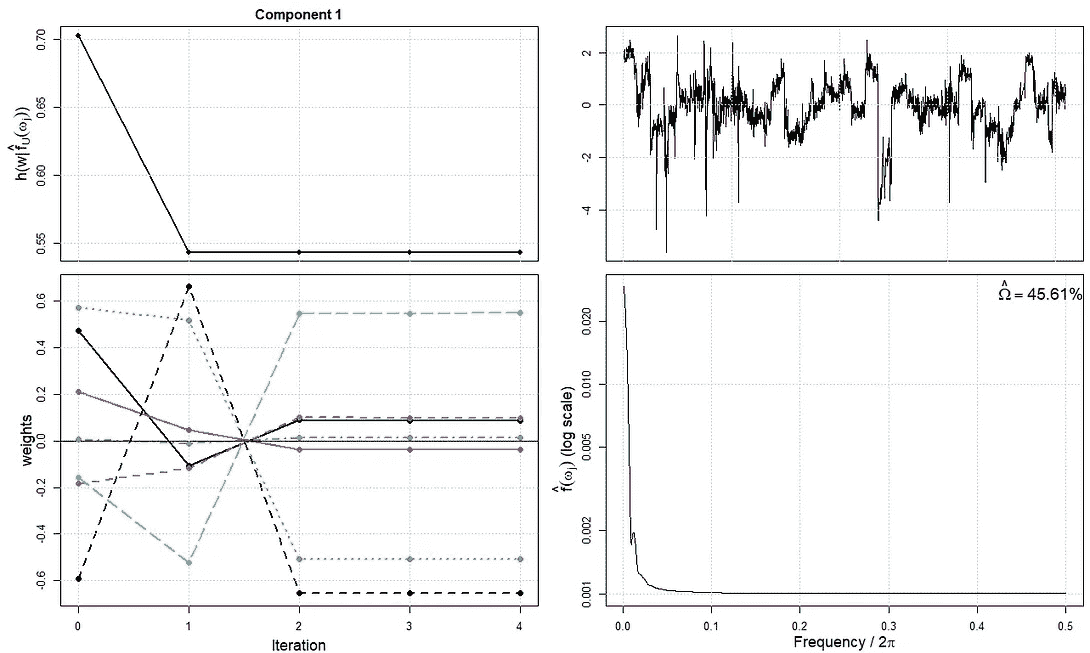 Component 1
h(w|f̂U(ωj))
0.70
0.65
0.60
0.55
2
0
-2
-4
weights
0.6
0.4
0.2
0.0
-0.2
-0.4
-0.6
0 1 2 3 4
Iteration
Ω̂ = 45.61%
f̂(ωj) (log scale)
0.020
0.010
0.005
0.002
0.001
0.0 0.1 0.2 0.3 0.4 0.5
Frequency / 2π